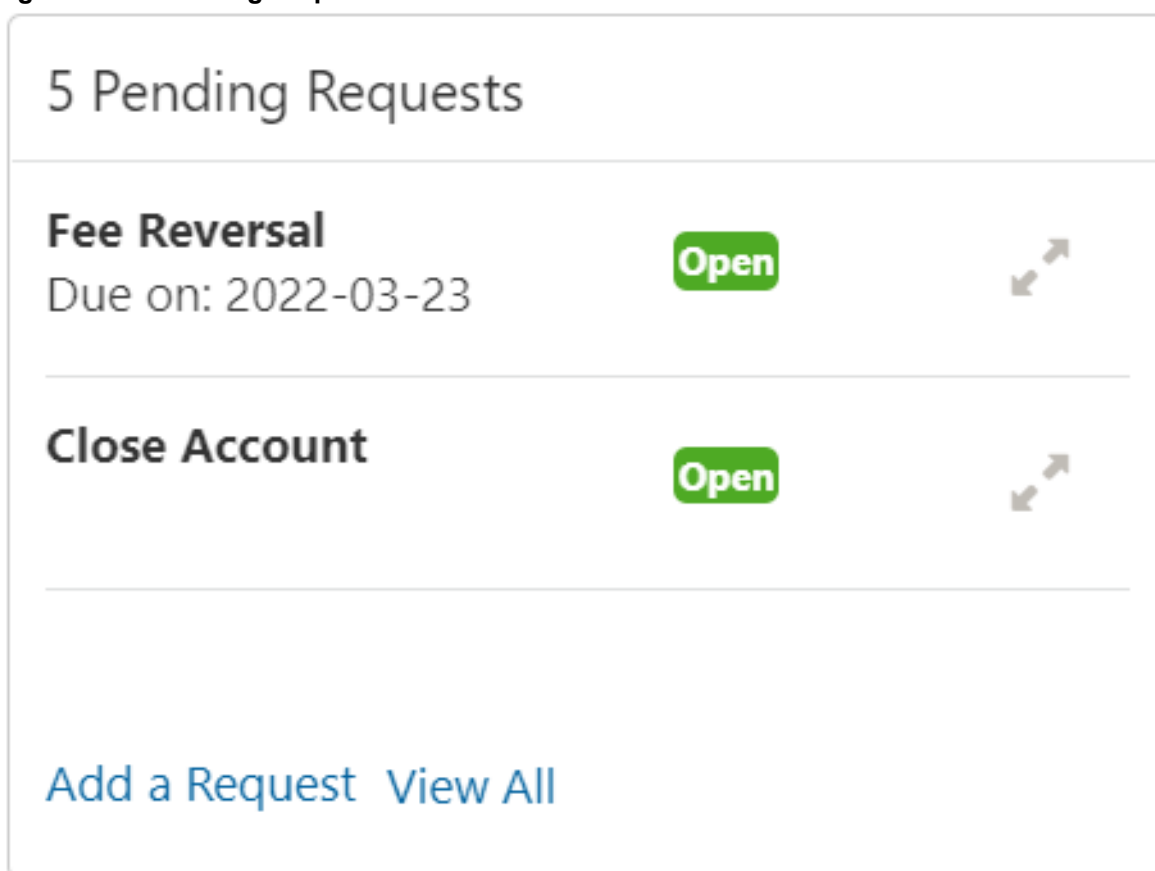 5 Pending Requests
Fee Reversal
Open
Due on: 2022-03-23
Close Account
Open
Add a Request View All